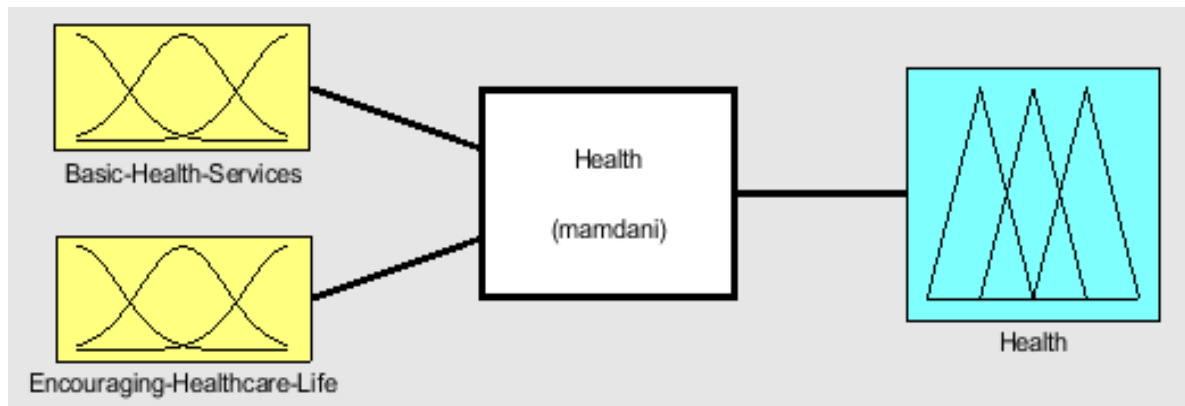 Basic-Health-Services
Health
(mamdani)
Health
Encouraging-Healthcare-Life